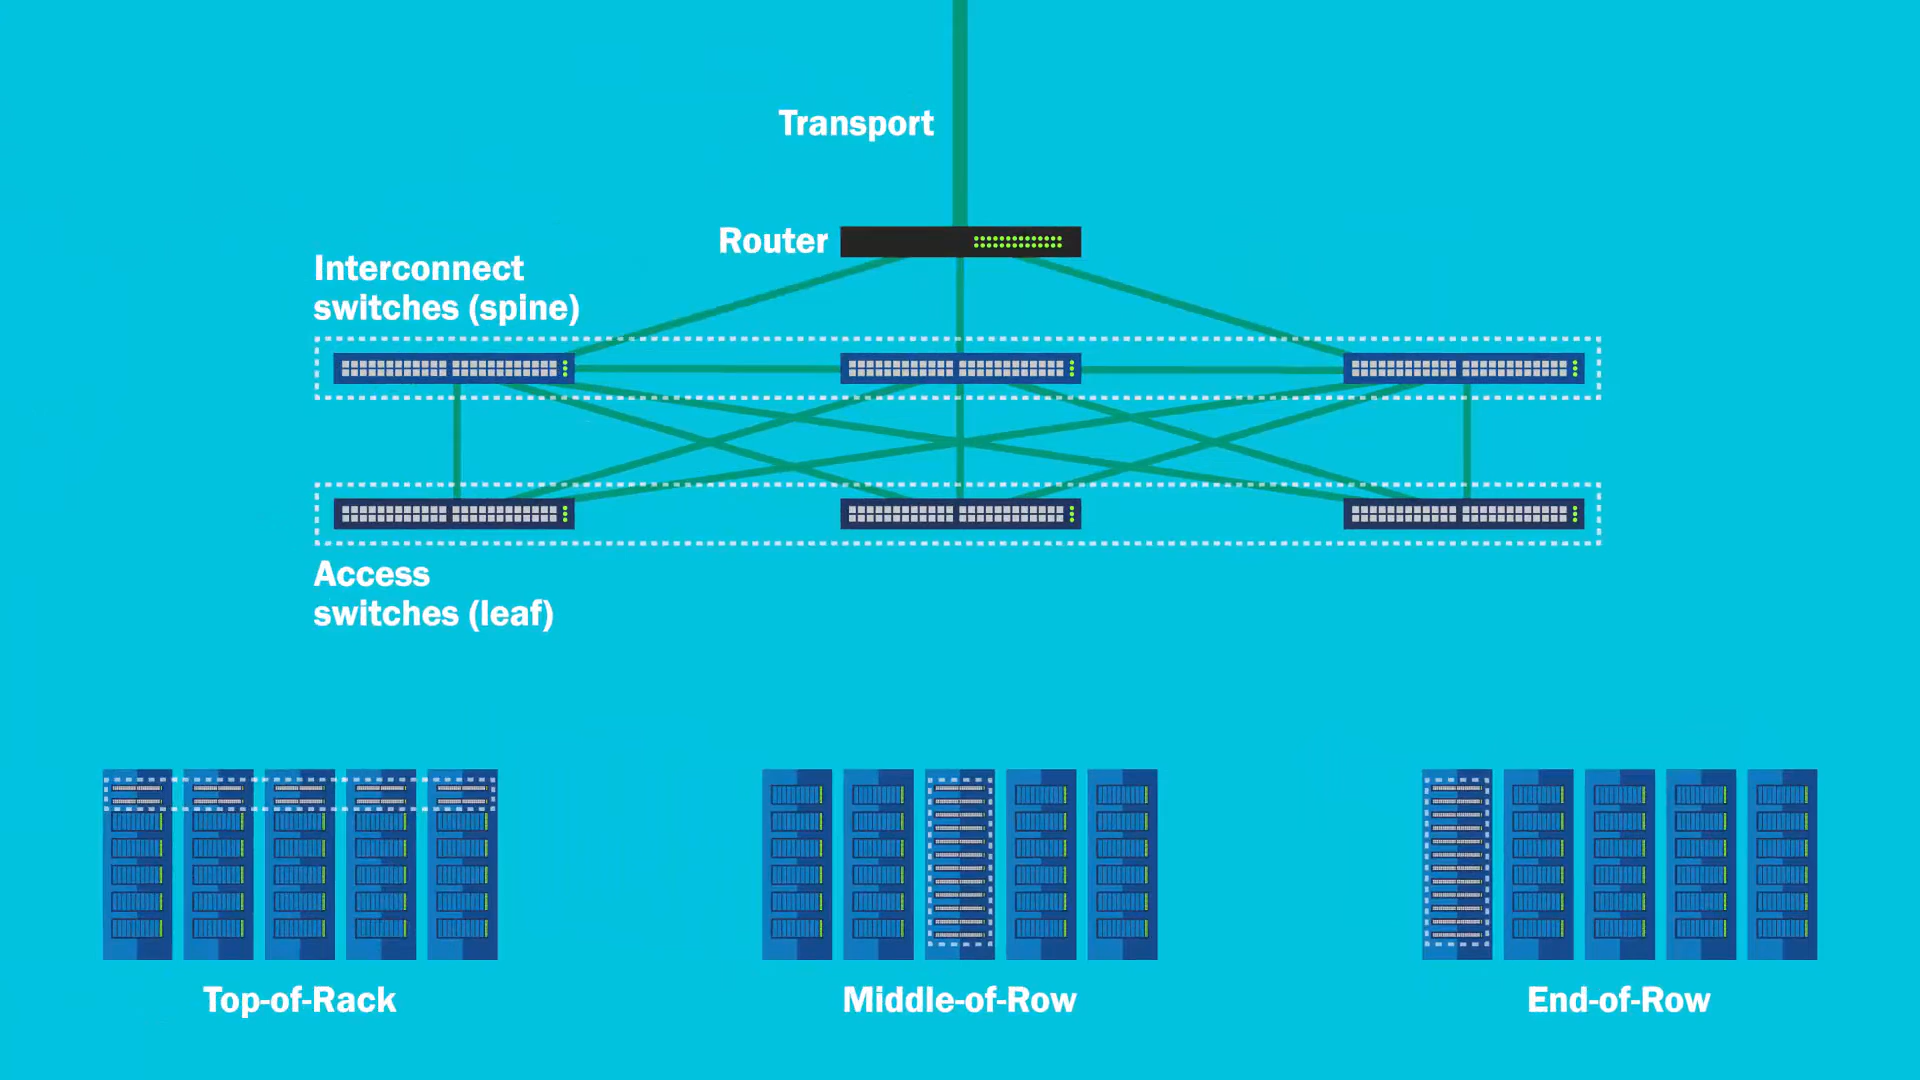 Transport
Router
Interconnect
switches (spine)
Access
switches (leaf)
Top-of-Rack
Middle-of-Row
End-of-Row